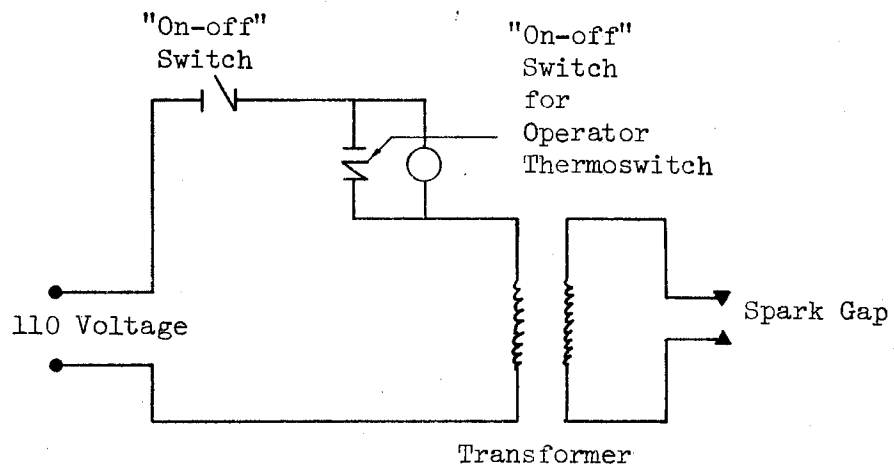 "On-off"
Switch
"On-off"
Switch
for
Operator
Thermoswitch
110 Voltage
Spark Gap
Transformer